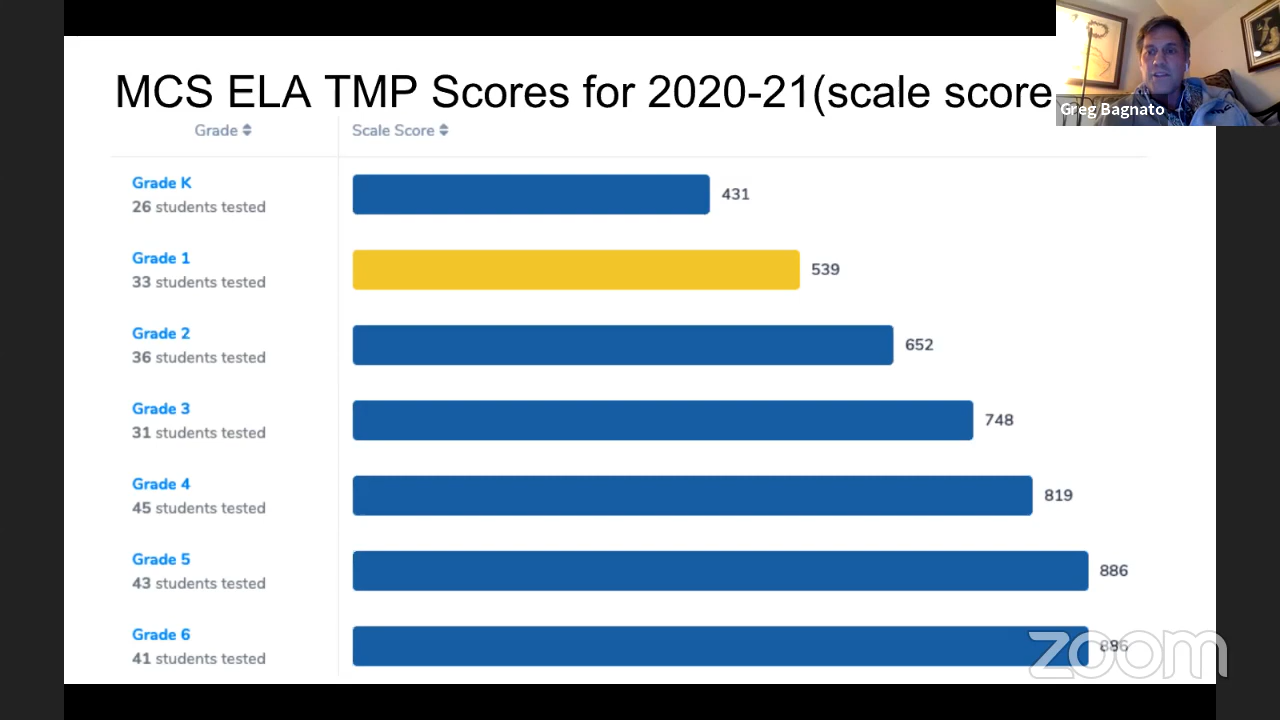 MCS ELA TMP Scores for 2020-21(scale score
Greg Bagnato
Grade Scale Score
Grade K
26 students tested
431
Grade 1
33 students tested
539
Grade 2
36 students tested
652
Grade 3
31 students tested
748
Grade 4
45 students tested
819
Grade 5
43 students tested
886
Grade 6
41 students tested
886
zoom